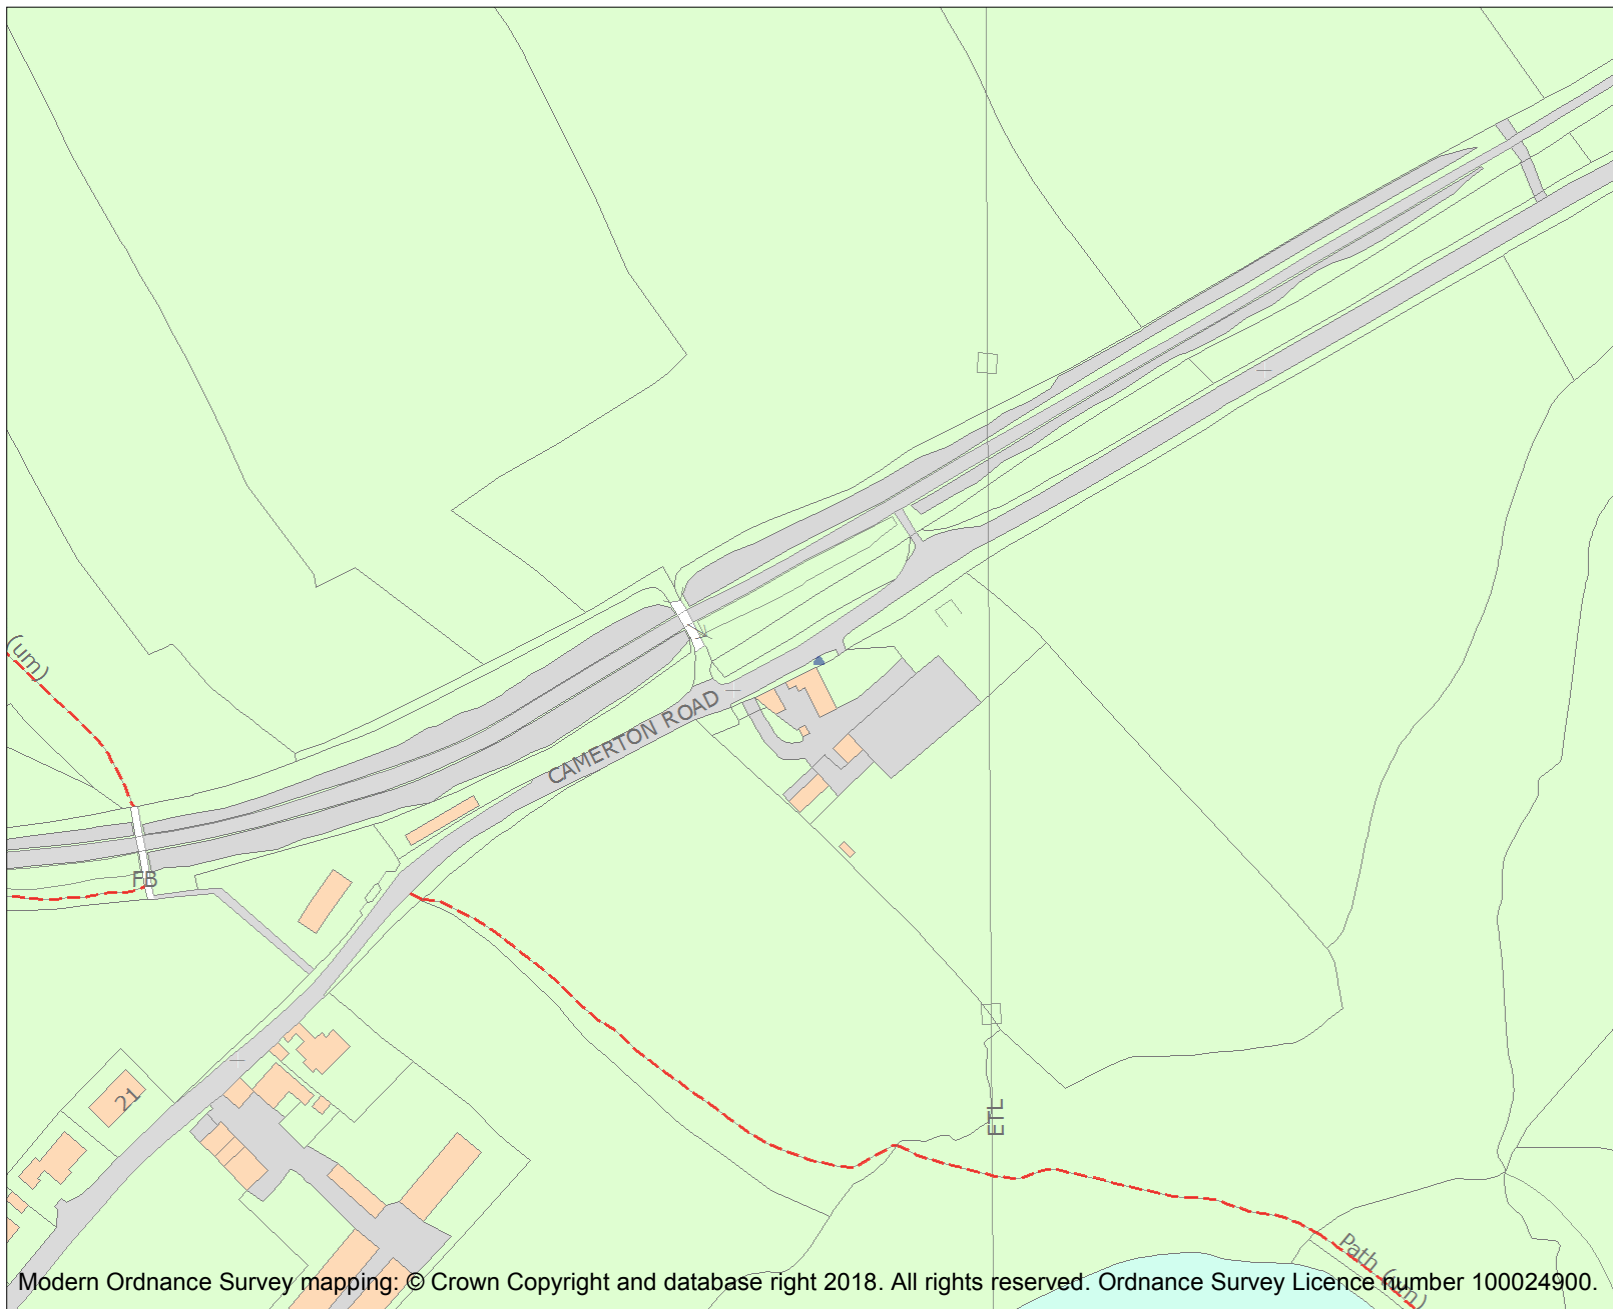 (um)
CAMERTON ROAD
FB
21
ETL
Path (um)
Modern Ordnance Survey mapping: © Crown Copyright and database right 2018. All rights reserved. Ordnance Survey Licence number 100024900.